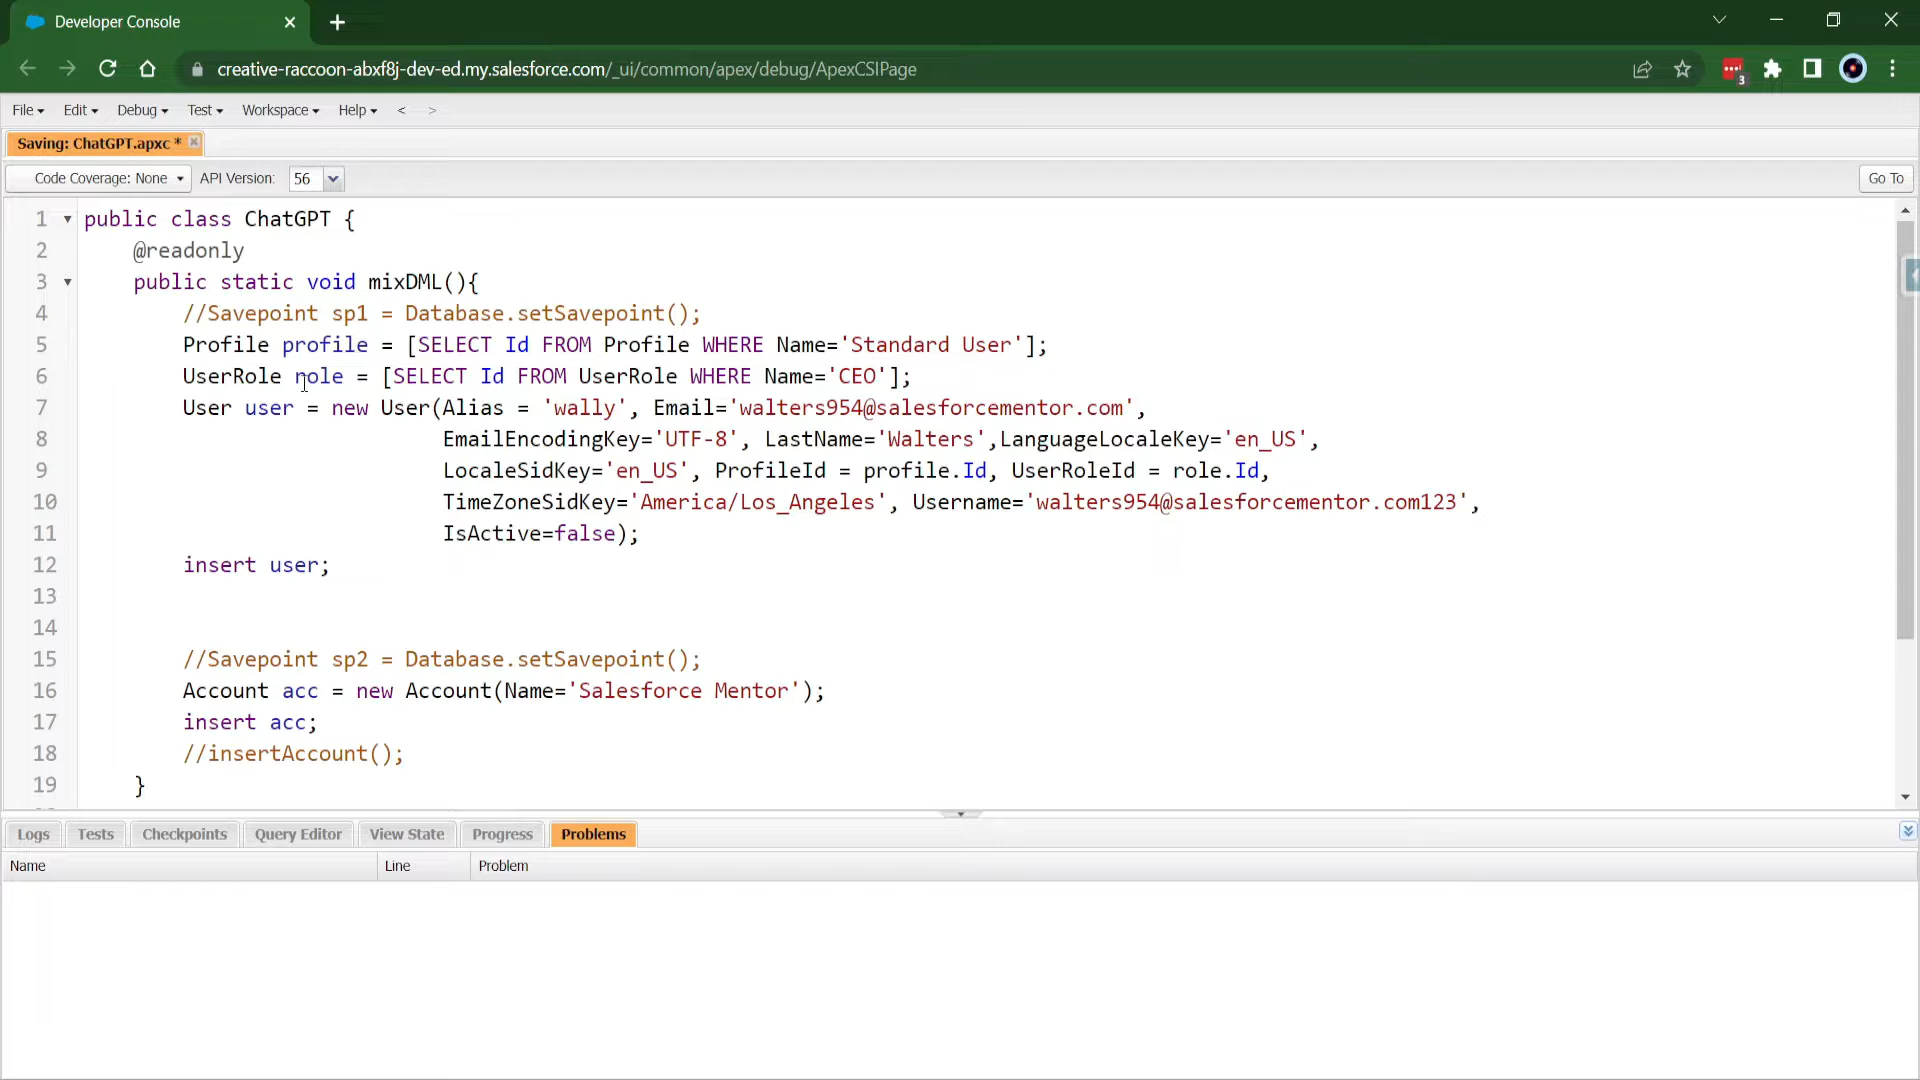 Developer Console
creative-raccoon-abxf8j-dev-ed.my.salesforce.com/_ui/common/apex/debug/ApexCSIPage
3
File Edit Debug Test Workspace Help < >
Saving: ChatGPT.apxc *
Code Coverage: None API Version: 56 Go To
1 public class ChatGPT {
2 @readonly
3 public static void mixDML(){
4 //Savepoint sp1 = Database.setSavepoint();
5 Profile profile = [SELECT Id FROM Profile WHERE Name='Standard User'];
6 UserRole role = [SELECT Id FROM UserRole WHERE Name='CEO'];
7 User user = new User(Alias = 'wally', Email='walters954@salesforcementor.com',
8 EmailEncodingKey='UTF-8', LastName='Walters',LanguageLocaleKey='en_US',
9 LocaleSidKey='en_US', ProfileId = profile.Id, UserRoleId = role.Id,
10 TimeZoneSidKey='America/Los_Angeles', Username='walters954@salesforcementor.com123',
11 IsActive=false);
12 insert user;
13
14
15 //Savepoint sp2 = Database.setSavepoint();
16 Account acc = new Account(Name='Salesforce Mentor');
17 insert acc;
18 //insertAccount();
19 }
Logs Tests Checkpoints Query Editor View State Progress Problems
Name Line Problem